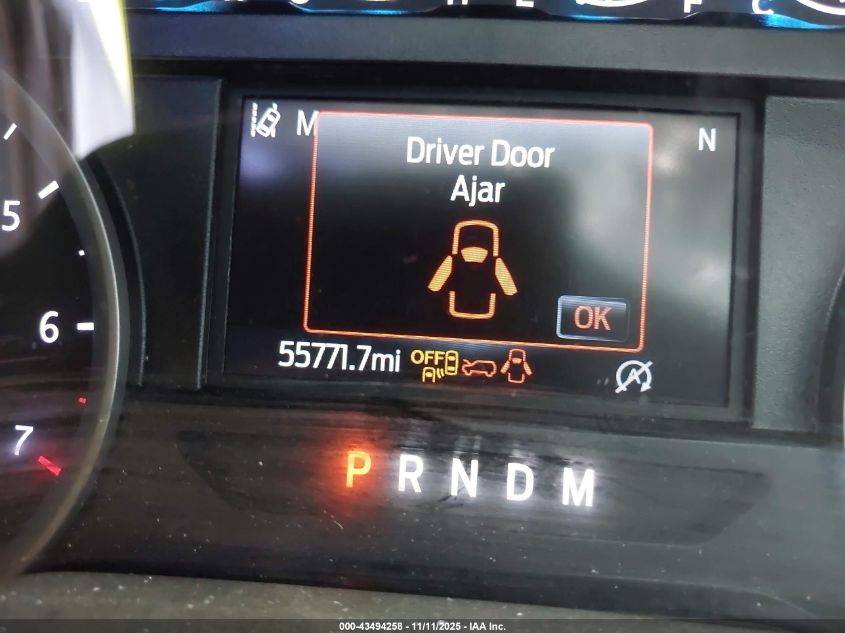 M
N
Driver Door
Ajar
OK
55771.7mi
OFF
A
5
6
7
P R N D M
000-43494258 - 11/11/2025 - IAA Inc.